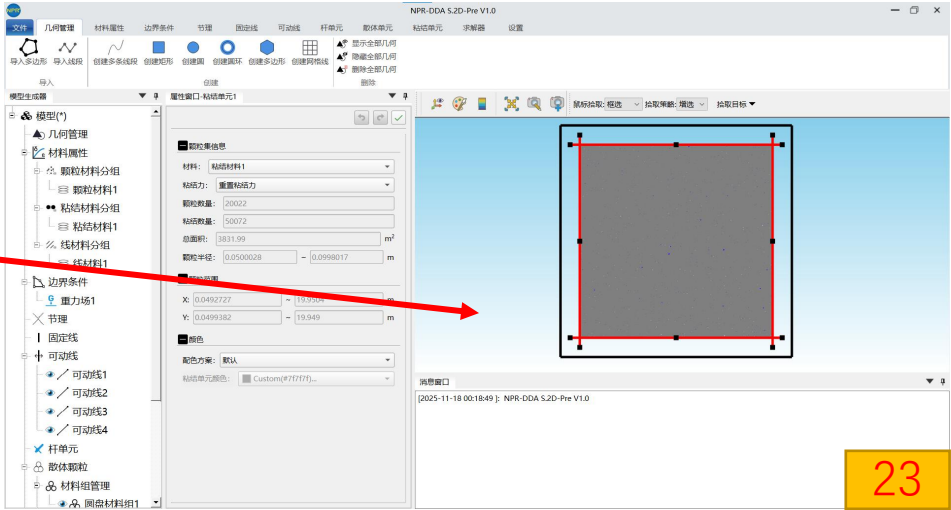 NPR-DDA S.2D-Pre V1.0
文件 几何管理 材料属性 边界条件 节理 固定线 可动线 杆单元 散体单元 粘结单元 求解器 设置
导入多边形 导入线段 创建多条线段 创建矩形 创建圆 创建圆环 创建多边形 创建网格线
显示全部几何
隐藏全部几何
删除全部几何
导入 创建 删除
模型生成器 属性窗口-粘结单元1
鼠标拾取: 框选 拾取策略: 增选 拾取目标
模型(*)
几何管理
材料属性
颗粒材料分组
颗粒材料1
粘结材料分组
粘结材料1
线材料分组
线材料1
边界条件
重力场1
节理
固定线
可动线
可动线1
可动线2
可动线3
可动线4
杆单元
散体颗粒
材料组管理
圆盘材料组1
颗粒集信息
材料: 粘结材料1
粘结力: 重置粘结力
颗粒数量: 20022
粘结数量: 50072
总面积: 3831.99 m²
颗粒半径: 0.0500028 ~ 0.0998017 m
颗粒范围
X: 0.0492727 ~ 19.9504 m
Y: 0.0499382 ~ 19.949 m
颜色
配色方案: 默认
粘结单元颜色: Custom(#7f7f7f)...
消息窗口
[2025-11-18 00:18:49 ]: NPR-DDA S.2D-Pre V1.0
23